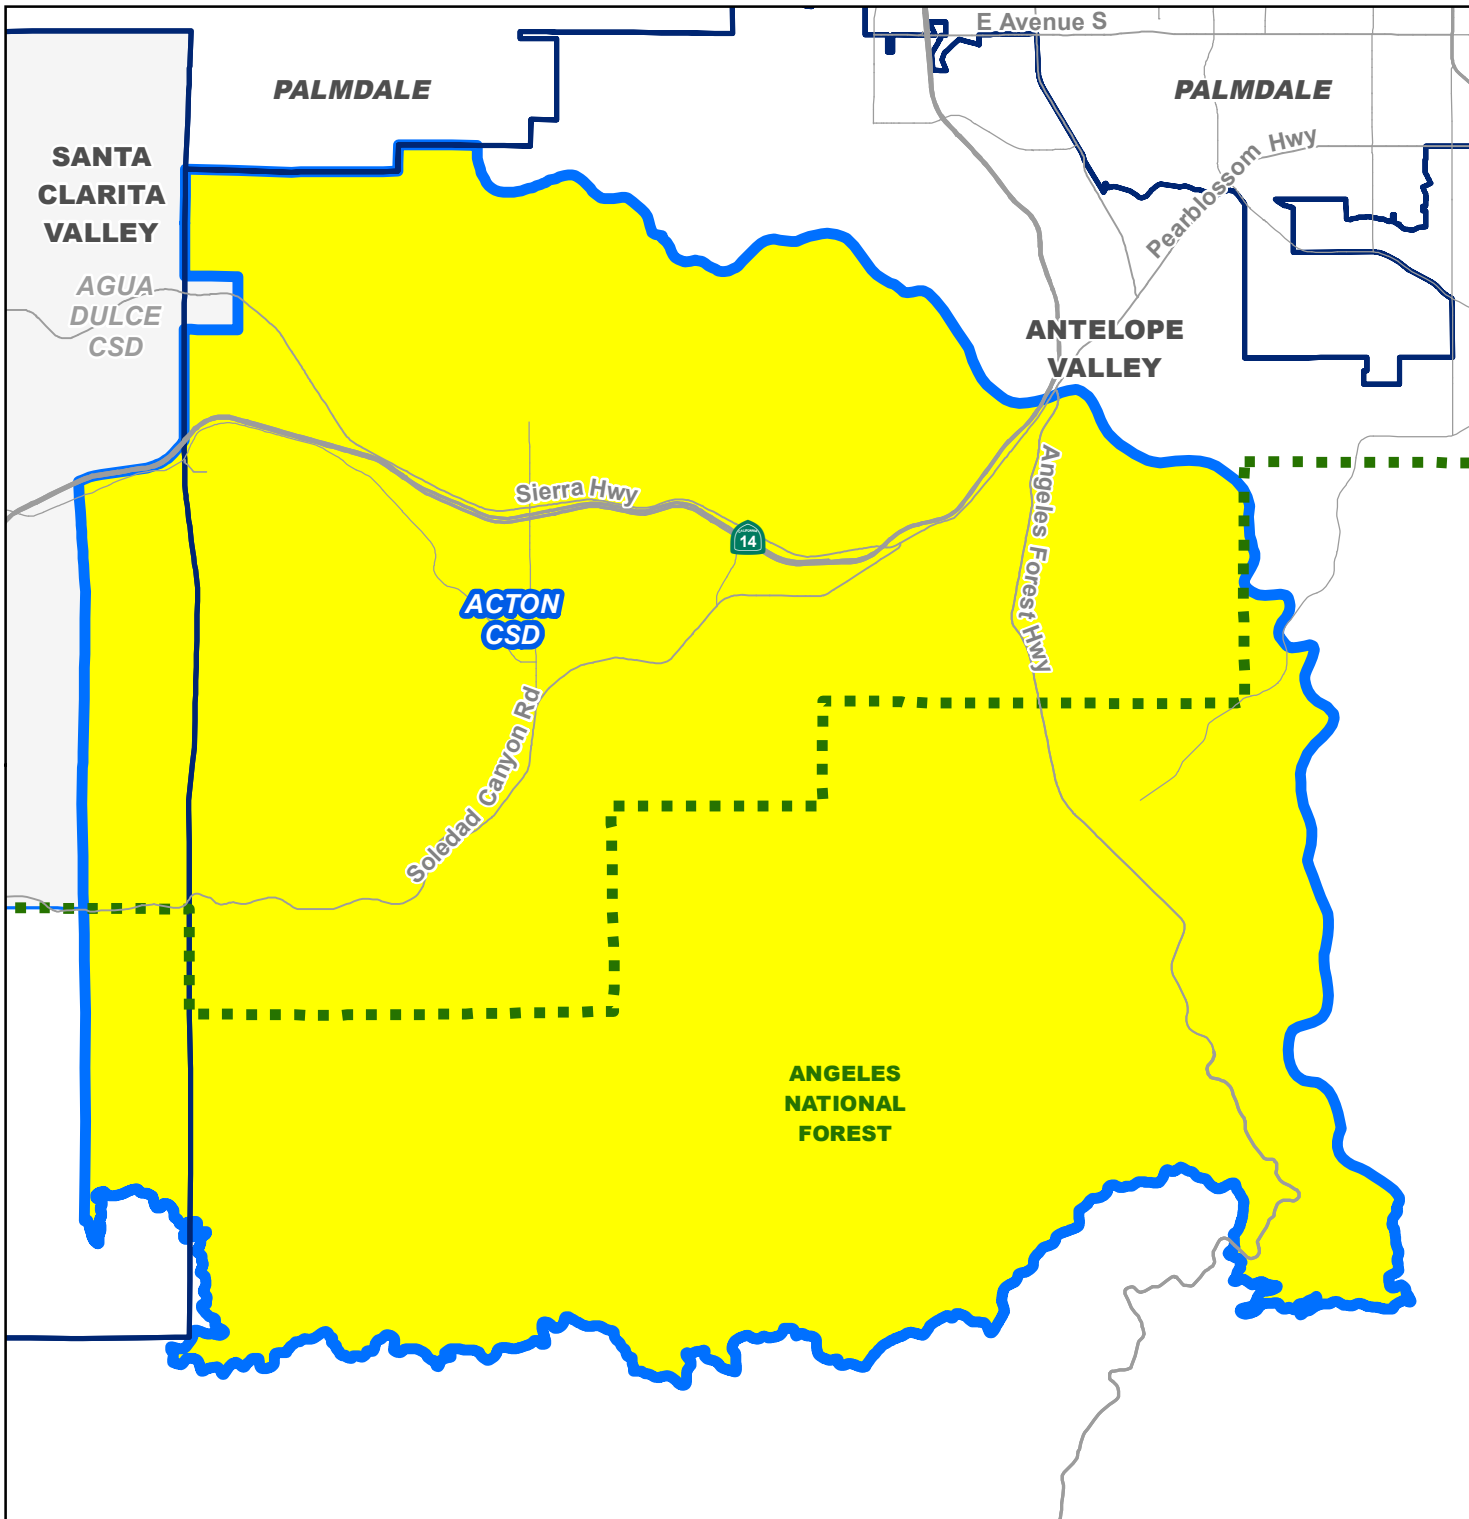 E Avenue S
PALMDALE
PALMDALE
Pearblossom Hwy
SANTA
CLARITA
VALLEY
AGUA
DULCE
CSD
ANTELOPE
VALLEY
Sierra Hwy
CALIFORNIA
14
Angeles Forest Hwy
ACTON
CSD
Soledad Canyon Rd
ANGELES
NATIONAL
FOREST